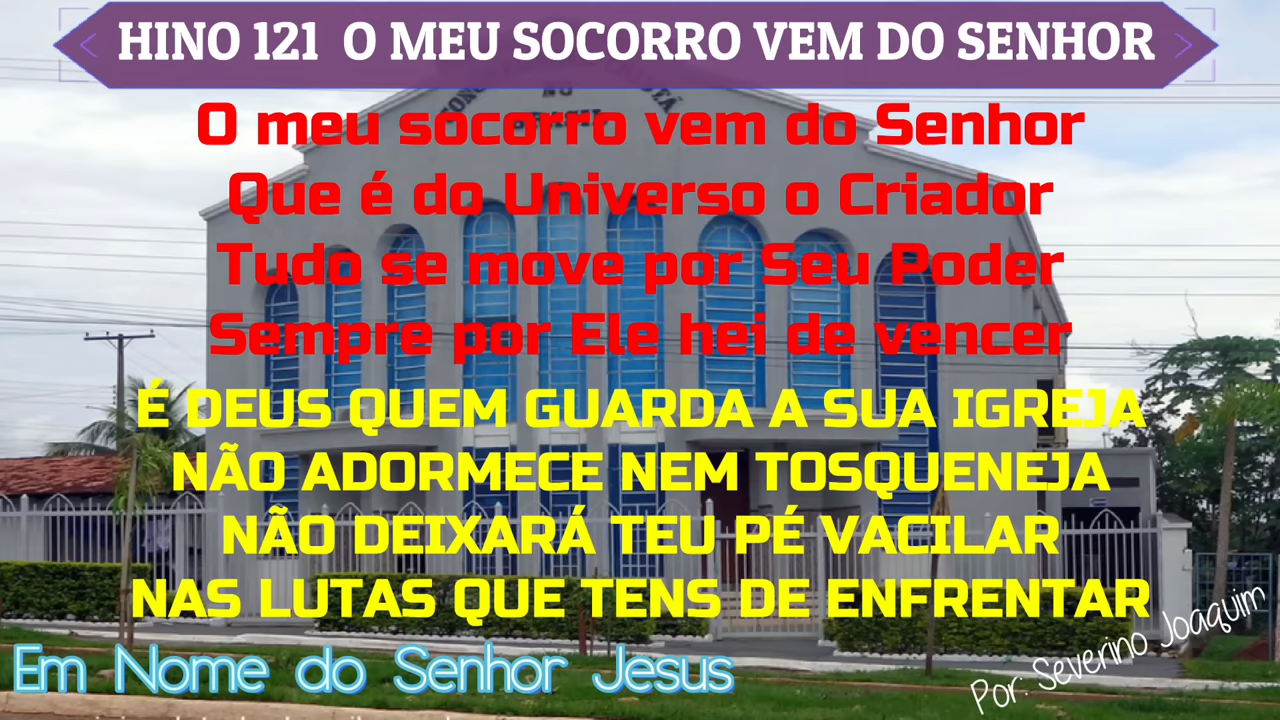 HINO 121 O MEU SOCORRO VEM DO SENHOR
O meu socorro vem do Senhor
Que é do Universo o Criador
Tudo se move por Seu Poder
Sempre por Ele hei de vencer
É DEUS QUEM GUARDA A SUA IGREJA
NÃO ADORMECE NEM TOSQUENEJA
NÃO DEIXARÁ TEU PÉ VACILAR
NAS LUTAS QUE TENS DE ENFRENTAR
Em Nome do Senhor Jesus
Por: Severino Joaquim